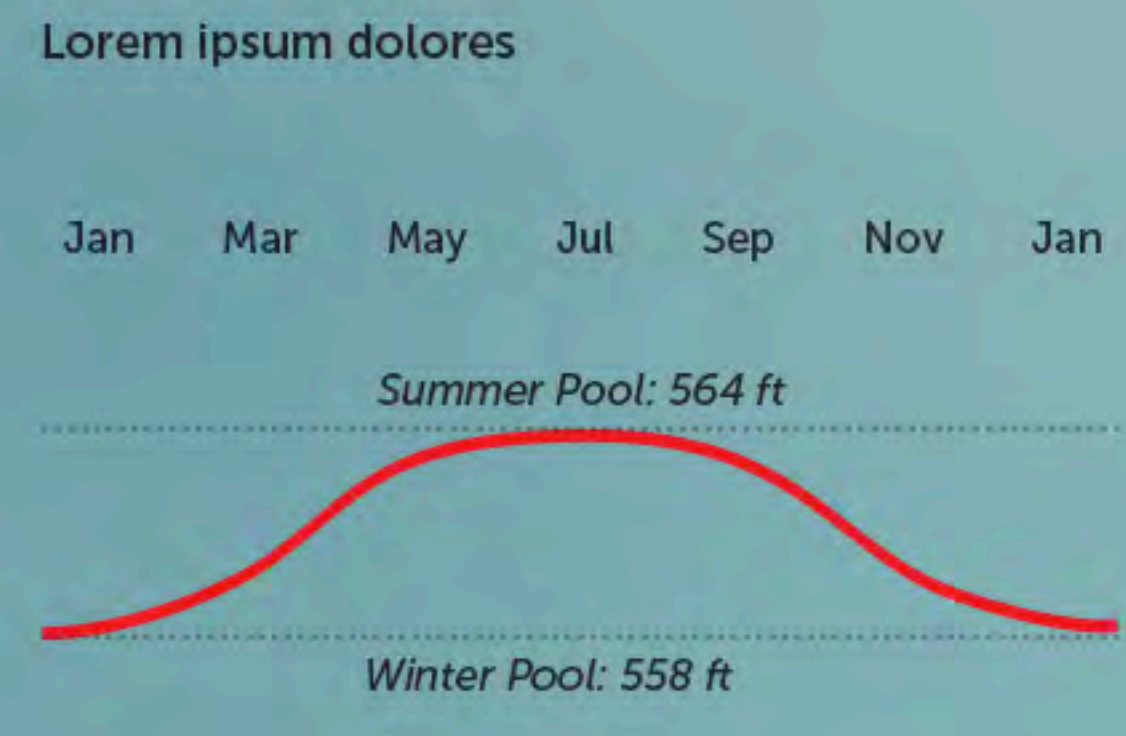 Lorem ipsum dolores
Jan Mar May Jul Sep Nov Jan
Summer Pool: 564 ft
Winter Pool: 558 ft